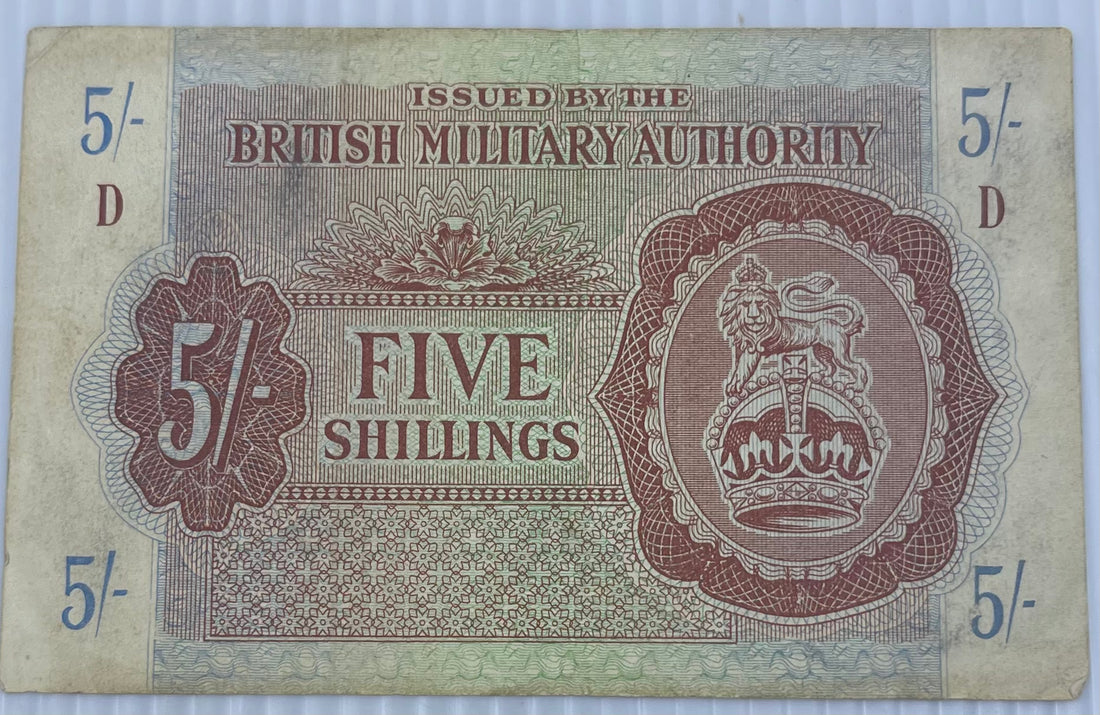 ISSUED BY THE
BRITISH MILITARY AUTHORITY
5/- 5/-
D D
5/-
FIVE
SHILLINGS
5/- 5/-